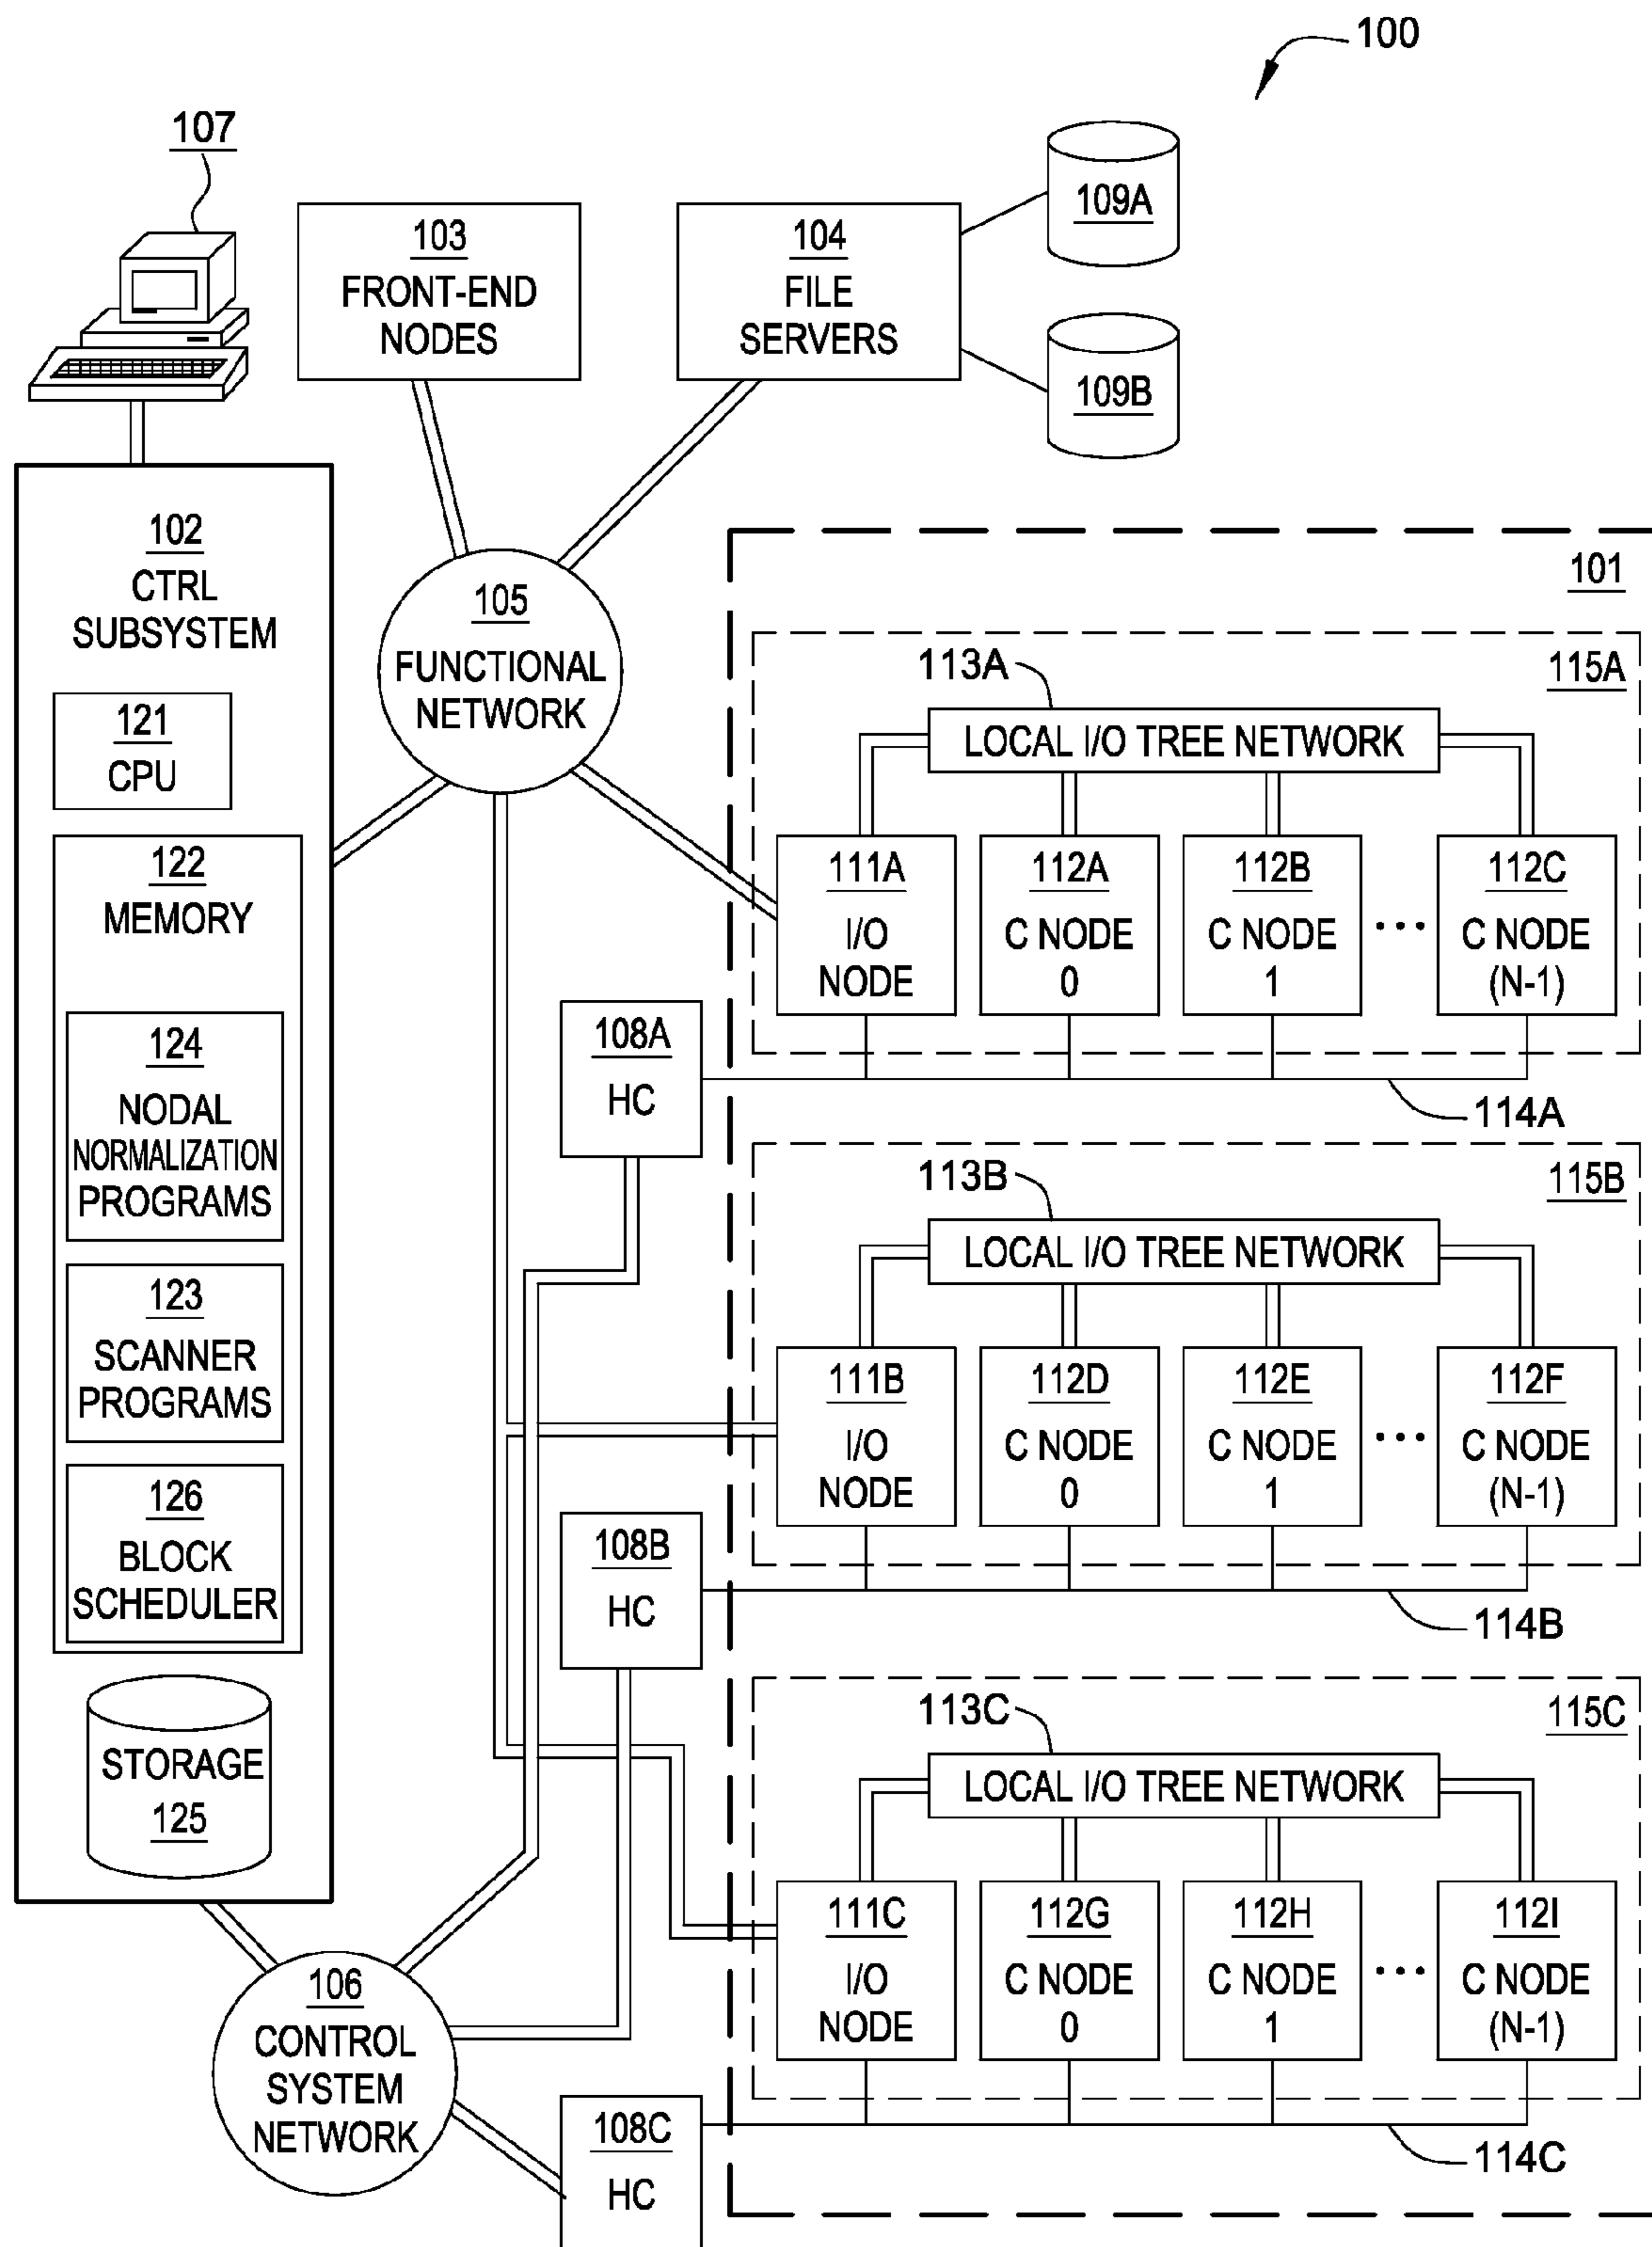 100
107
103
FRONT-END
NODES
104
FILE
SERVERS
109A
109B
102
CTRL
SUBSYSTEM
121
CPU
122
MEMORY
124
NODAL
NORMALIZATION
PROGRAMS
123
SCANNER
PROGRAMS
126
BLOCK
SCHEDULER
STORAGE
125
105
FUNCTIONAL
NETWORK
106
CONTROL
SYSTEM
NETWORK
108A
HC
108B
HC
108C
HC
101
115A
113A
LOCAL I/O TREE NETWORK
111A
I/O
NODE
112A
C NODE
0
112B
C NODE
1
...
112C
C NODE
(N-1)
114A
115B
113B
LOCAL I/O TREE NETWORK
111B
I/O
NODE
112D
C NODE
0
112E
C NODE
1
...
112F
C NODE
(N-1)
114B
115C
113C
LOCAL I/O TREE NETWORK
111C
I/O
NODE
112G
C NODE
0
112H
C NODE
1
...
112I
C NODE
(N-1)
114C